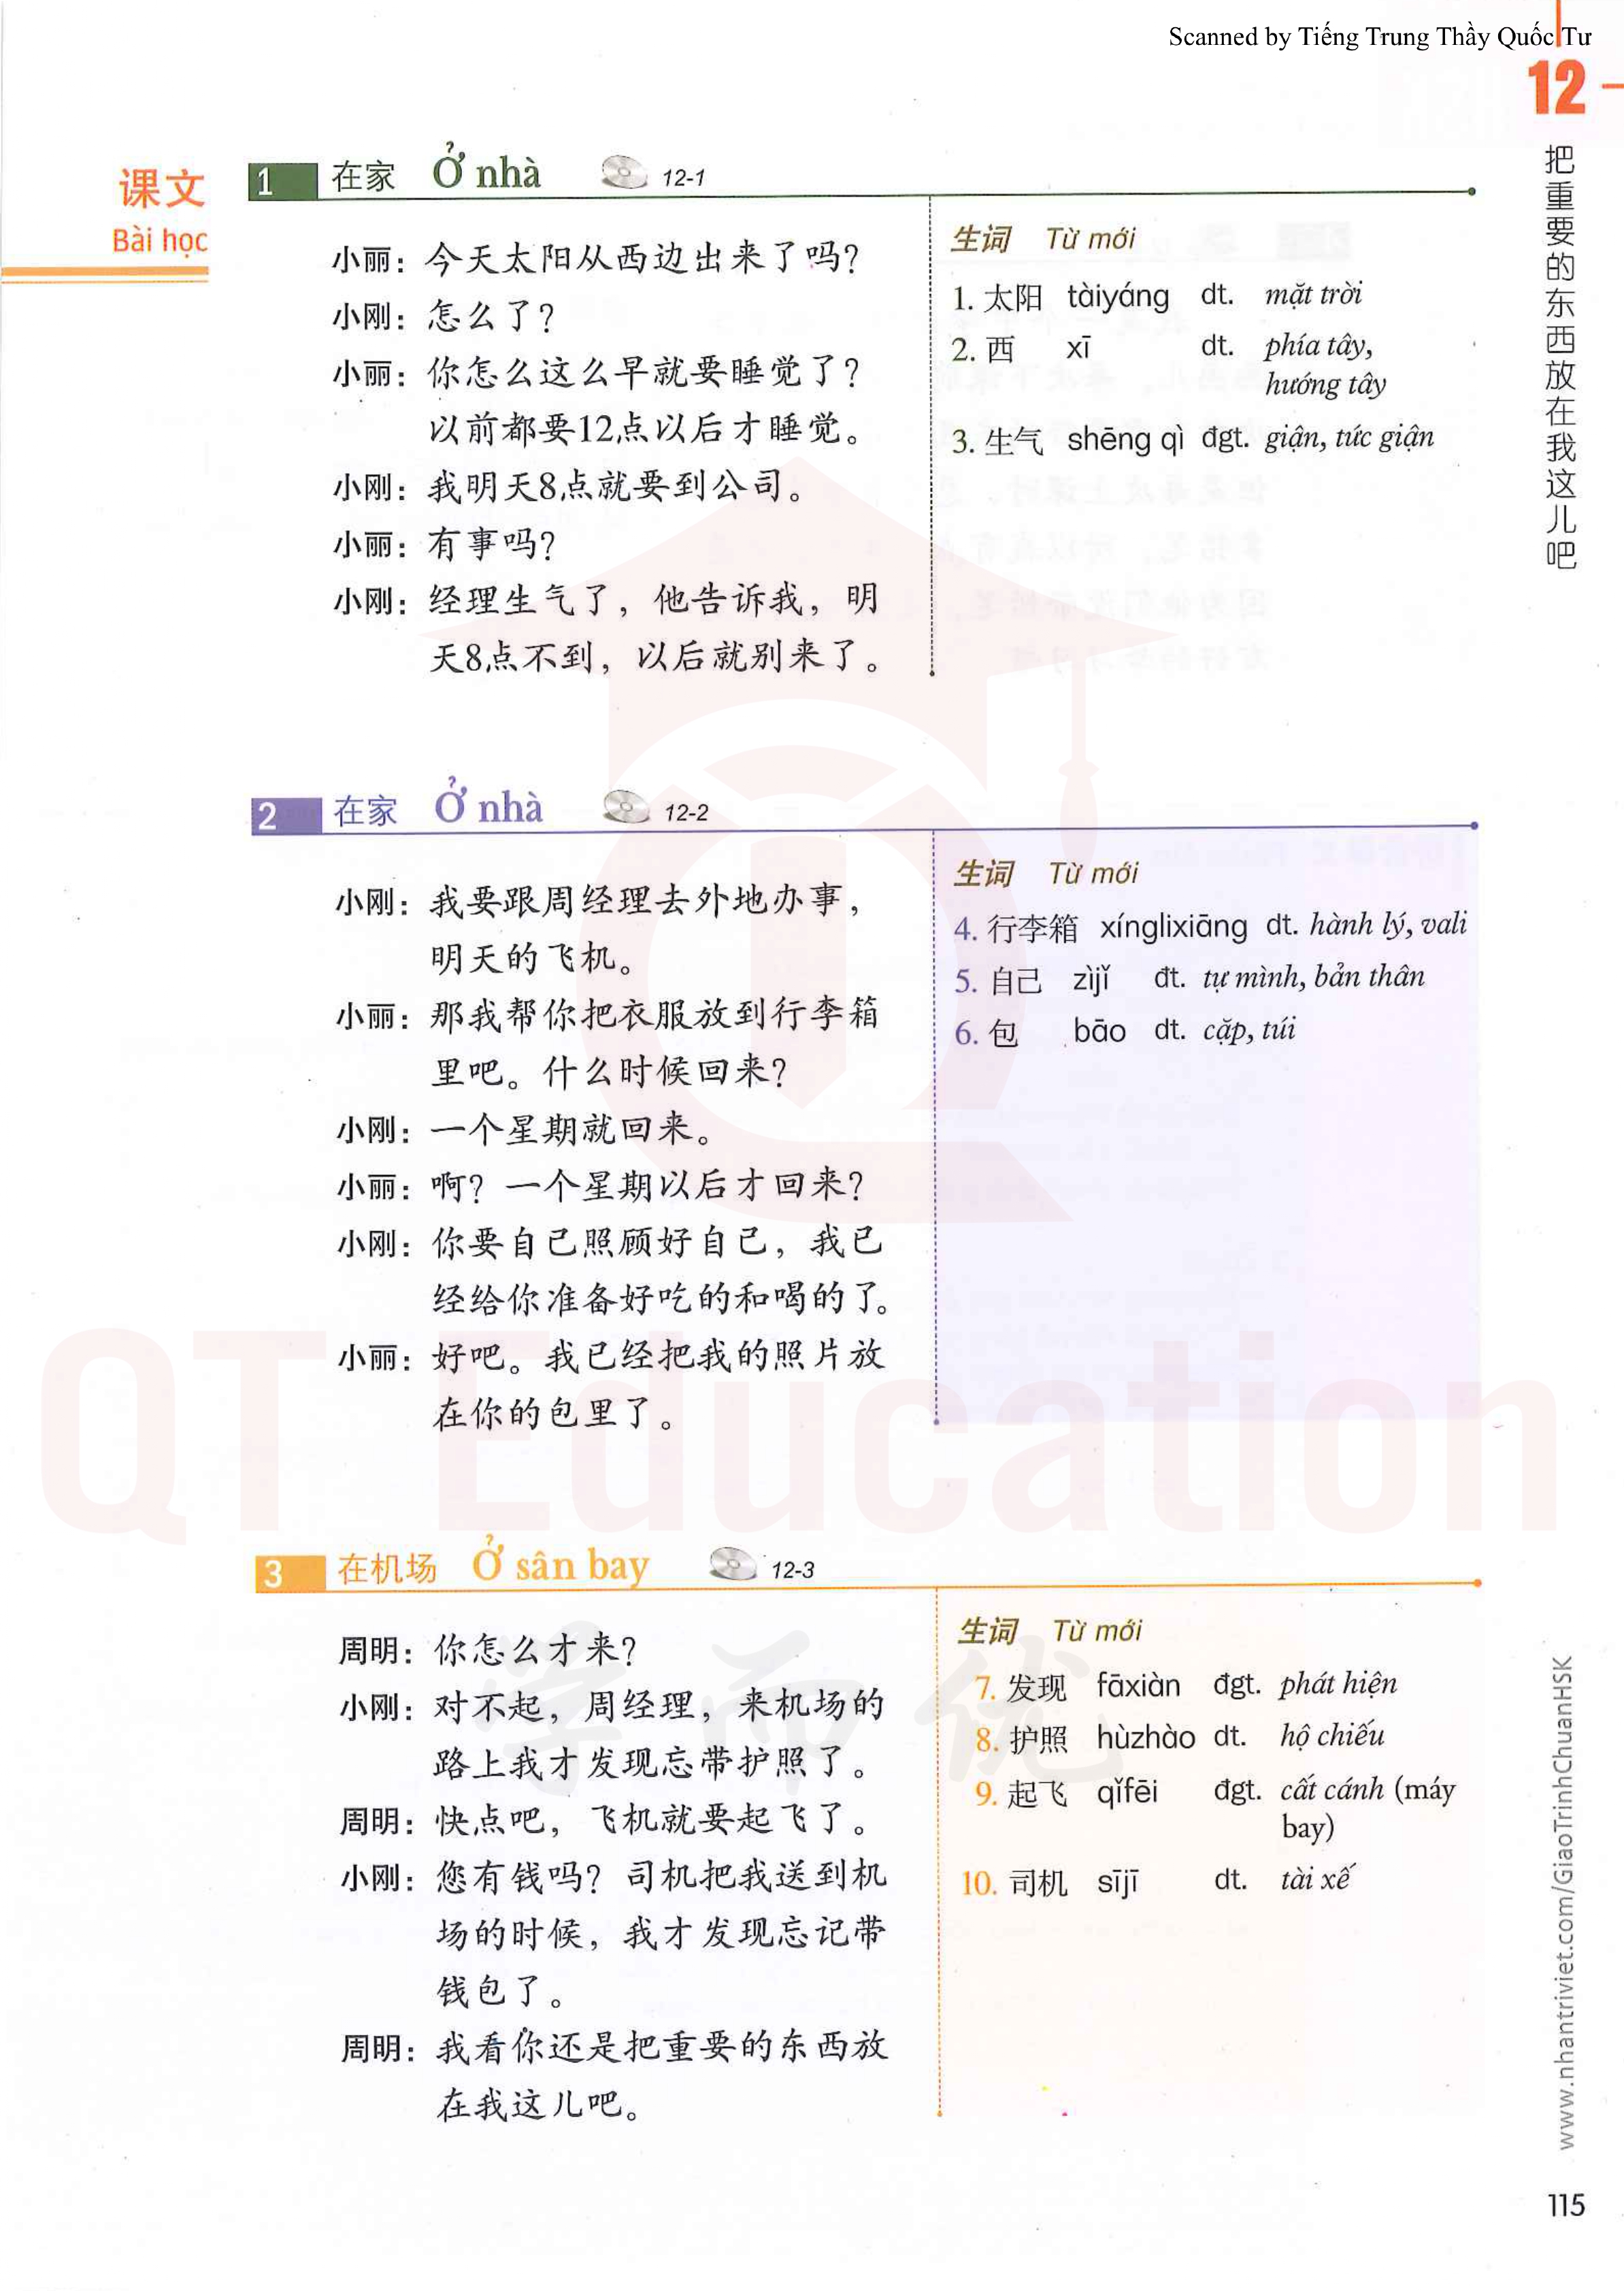 Scanned by Tiếng Trung Thầy Quốc Tư
12
把重要的东西放在我这儿吧
课文
Bài học
1 在家 Ở nhà 12-1
小丽：今天太阳从西边出来了吗？
小刚：怎么了？
小丽：你怎么这么早就要睡觉了？
以前都要12点以后才睡觉。
小刚：我明天8点就要到公司。
小丽：有事吗？
小刚：经理生气了，他告诉我，明
天8点不到，以后就别来了。
生词 Từ mới
1. 太阳 tàiyáng dt. mặt trời
2. 西 xī dt. phía tây,
hướng tây
3. 生气 shēng qì đgt. giận, tức giận
2 在家 Ở nhà 12-2
小刚：我要跟周经理去外地办事，
明天的飞机。
小丽：那我帮你把衣服放到行李箱
里吧。什么时候回来？
小刚：一个星期就回来。
小丽：啊？一个星期以后才回来？
小刚：你要自己照顾好自己，我已
经给你准备好吃的和喝的了。
小丽：好吧。我已经把我的照片放
在你的包里了。
生词 Từ mới
4. 行李箱 xínglixiāng dt. hành lý, vali
5. 自己 zìjǐ đt. tự mình, bản thân
6. 包 bāo dt. cặp, túi
3 在机场 Ở sân bay 12-3
周明：你怎么才来？
小刚：对不起，周经理，来机场的
路上我才发现忘带护照了。
周明：快点吧，飞机就要起飞了。
小刚：您有钱吗？司机把我送到机
场的时候，我才发现忘记带
钱包了。
周明：我看你还是把重要的东西放
在我这儿吧。
生词 Từ mới
7. 发现 fāxiàn đgt. phát hiện
8. 护照 hùzhào dt. hộ chiếu
9. 起飞 qǐfēi đgt. cất cánh (máy
bay)
10. 司机 sījī dt. tài xế
QT Education
学而优
www.nhantriviet.com/GiaoTrinhChuanHSK
115